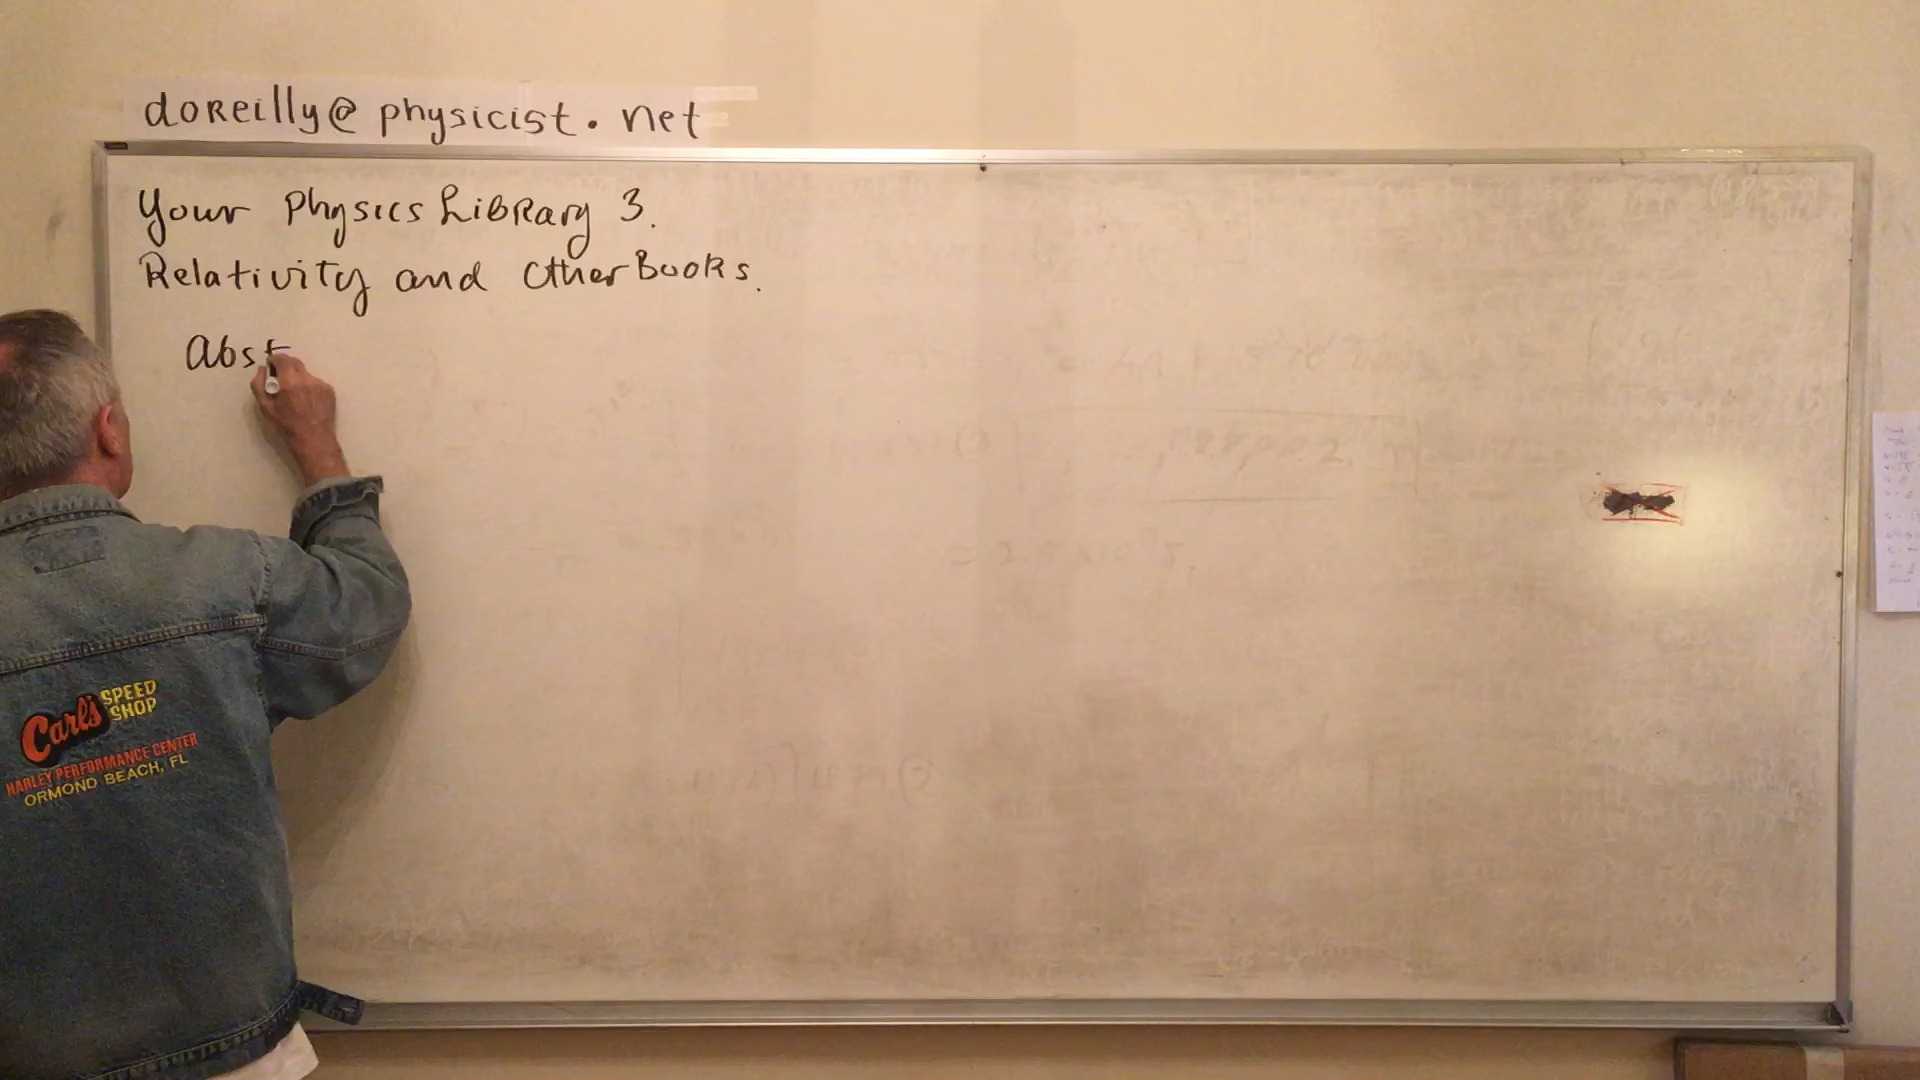 doReilly@physicist.net
Your Physics Library 3.
Relativity and Other Books.
Abst
Carl's SPEED SHOP
HARLEY PERFORMANCE CENTER
ORMOND BEACH, FL